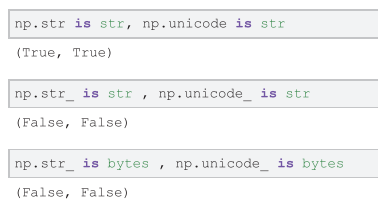 np.str is str, np.unicode is str
(True, True)
np.str_ is str , np.unicode_ is str
(False, False)
np.str_ is bytes , np.unicode_ is bytes
(False, False)